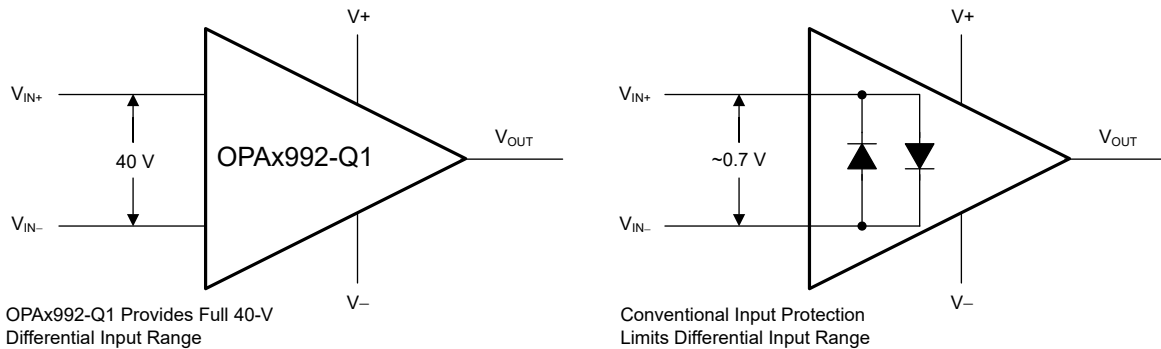 V+
V+
VIN+
VIN+
40 V
OPAx992-Q1
VOUT
~0.7 V
VOUT
VIN–
VIN–
V–
V–
OPAx992-Q1 Provides Full 40-V
Differential Input Range
Conventional Input Protection
Limits Differential Input Range